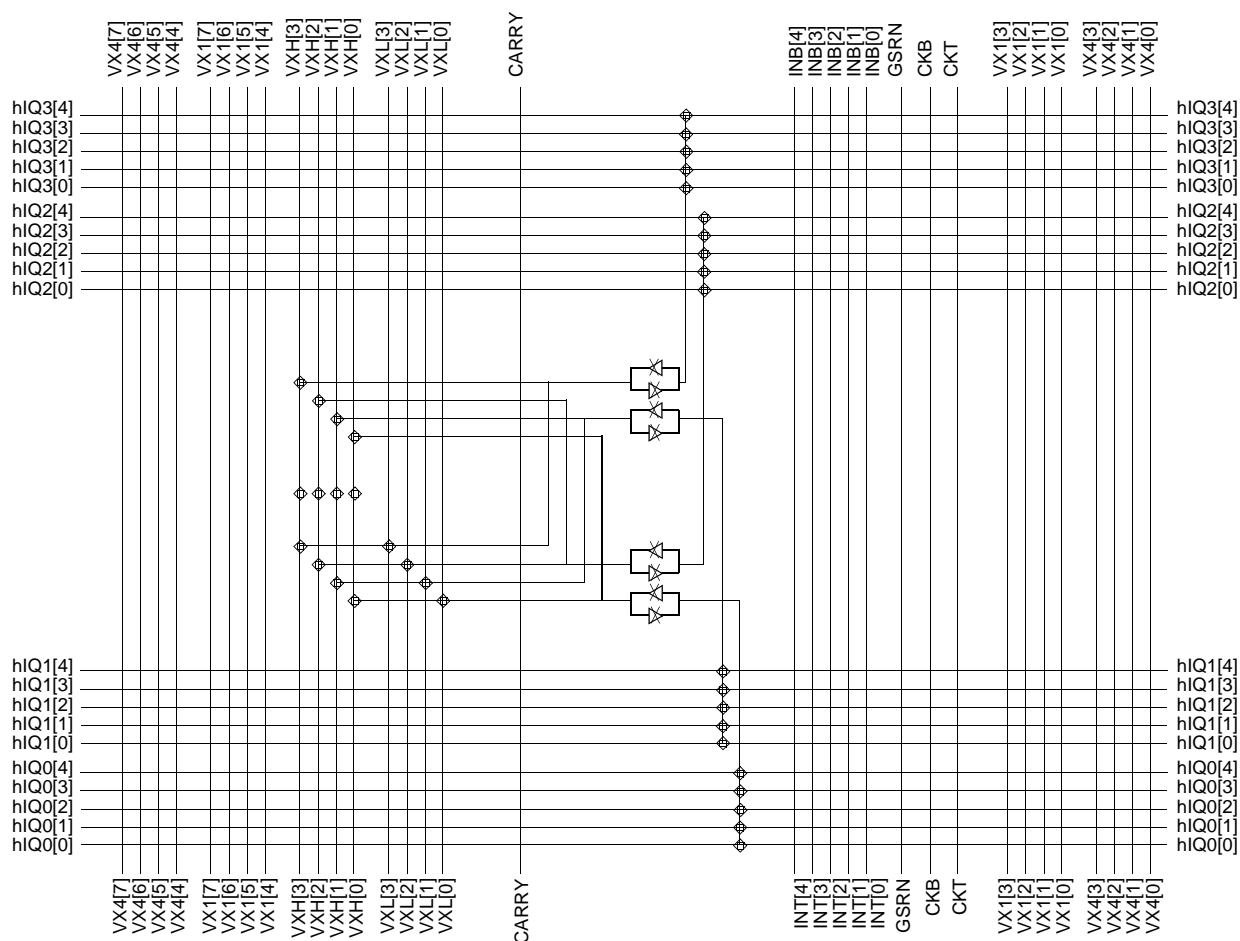 VX4[7]
VX4[6]
VX4[5]
VX4[4]
VX1[7]
VX1[6]
VX1[5]
VX1[4]
VXH[3]
VXH[2]
VXH[1]
VXH[0]
VXL[3]
VXL[2]
VXL[1]
VXL[0]
CARRY
INB[4]
INB[3]
INB[2]
INB[1]
INB[0]
GSRN
CKB
CKT
VX1[3]
VX1[2]
VX1[1]
VX1[0]
VX4[3]
VX4[2]
VX4[1]
VX4[0]
hIQ3[4] hIQ3[4]
hIQ3[3] hIQ3[3]
hIQ3[2] hIQ3[2]
hIQ3[1] hIQ3[1]
hIQ3[0] hIQ3[0]
hIQ2[4] hIQ2[4]
hIQ2[3] hIQ2[3]
hIQ2[2] hIQ2[2]
hIQ2[1] hIQ2[1]
hIQ2[0] hIQ2[0]
hIQ1[4] hIQ1[4]
hIQ1[3] hIQ1[3]
hIQ1[2] hIQ1[2]
hIQ1[1] hIQ1[1]
hIQ1[0] hIQ1[0]
hIQ0[4] hIQ0[4]
hIQ0[3] hIQ0[3]
hIQ0[2] hIQ0[2]
hIQ0[1] hIQ0[1]
hIQ0[0] hIQ0[0]
VX4[7]
VX4[6]
VX4[5]
VX4[4]
VX1[7]
VX1[6]
VX1[5]
VX1[4]
VXH[3]
VXH[2]
VXH[1]
VXH[0]
VXL[3]
VXL[2]
VXL[1]
VXL[0]
CARRY
INT[4]
INT[3]
INT[2]
INT[1]
INT[0]
GSRN
CKB
CKT
VX1[3]
VX1[2]
VX1[1]
VX1[0]
VX4[3]
VX4[2]
VX4[1]
VX4[0]